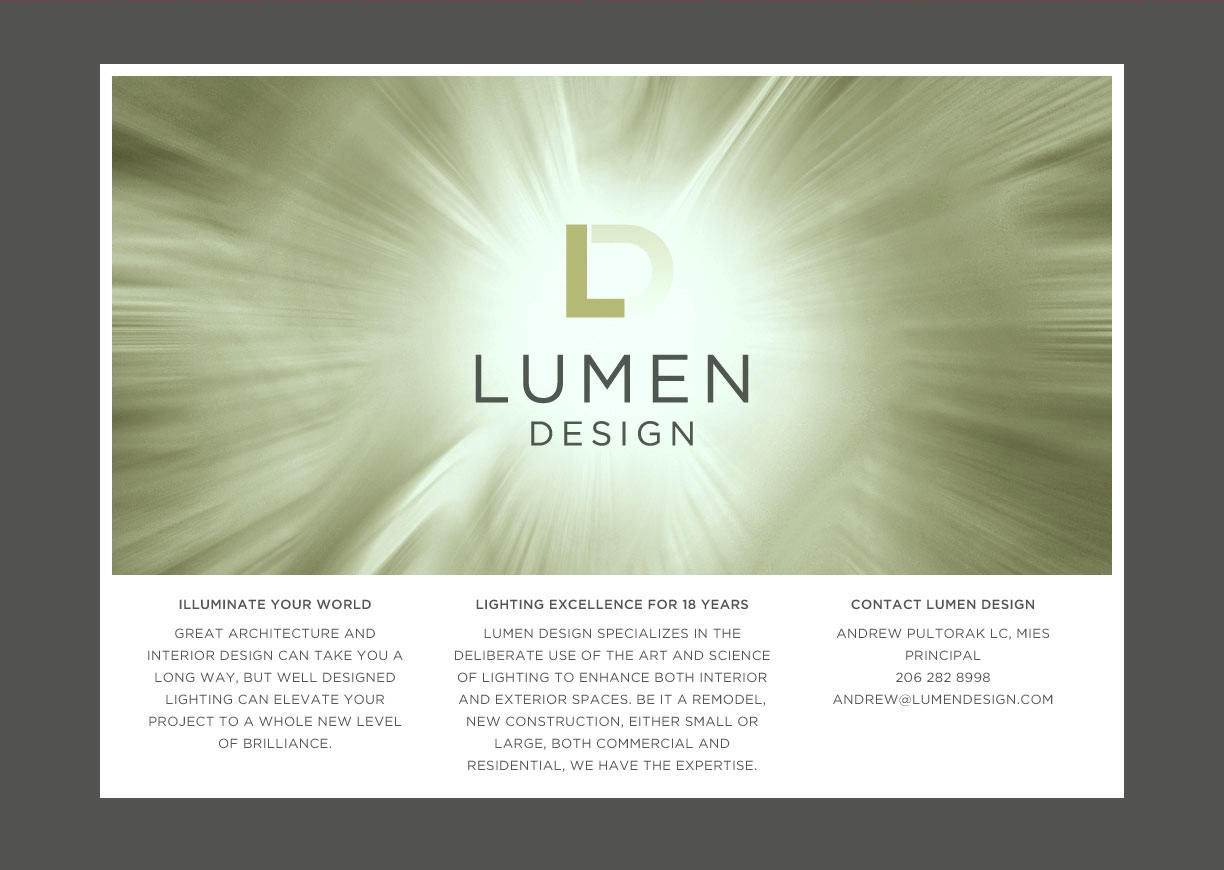 LD
LUMEN
DESIGN
ILLUMINATE YOUR WORLD
GREAT ARCHITECTURE AND
INTERIOR DESIGN CAN TAKE YOU A
LONG WAY, BUT WELL DESIGNED
LIGHTING CAN ELEVATE YOUR
PROJECT TO A WHOLE NEW LEVEL
OF BRILLIANCE.
LIGHTING EXCELLENCE FOR 18 YEARS
LUMEN DESIGN SPECIALIZES IN THE
DELIBERATE USE OF THE ART AND SCIENCE
OF LIGHTING TO ENHANCE BOTH INTERIOR
AND EXTERIOR SPACES. BE IT A REMODEL,
NEW CONSTRUCTION, EITHER SMALL OR
LARGE, BOTH COMMERCIAL AND
RESIDENTIAL, WE HAVE THE EXPERTISE.
CONTACT LUMEN DESIGN
ANDREW PULTORAK LC, MIES
PRINCIPAL
206 282 8998
ANDREW@LUMENDESIGN.COM